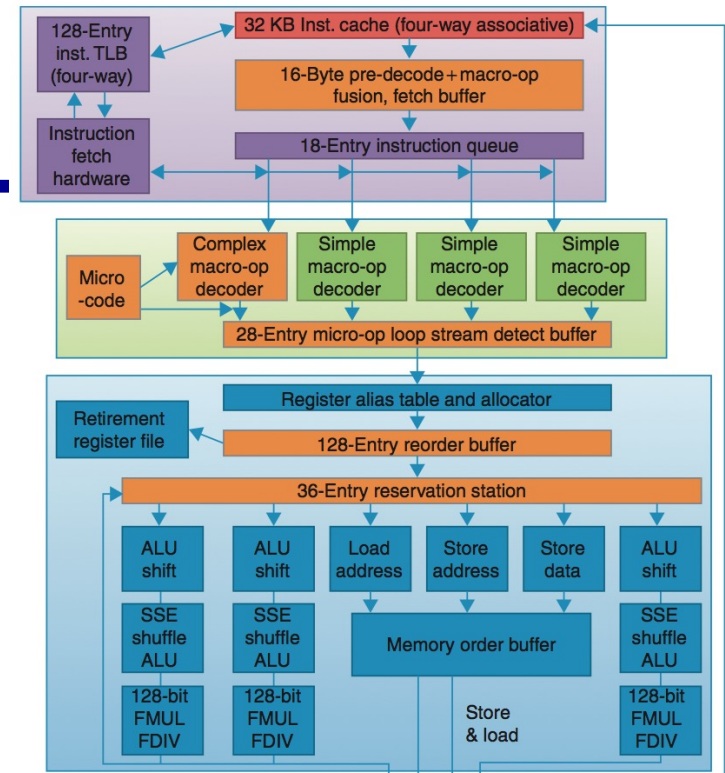 128-Entry
inst. TLB
(four-way)
32 KB Inst. cache (four-way associative)
16-Byte pre-decode+macro-op
fusion, fetch buffer
Instruction
fetch
hardware
18-Entry instruction queue
Micro
-code
Complex
macro-op
decoder
Simple
macro-op
decoder
Simple
macro-op
decoder
Simple
macro-op
decoder
28-Entry micro-op loop stream detect buffer
Register alias table and allocator
Retirement
register file
128-Entry reorder buffer
36-Entry reservation station
ALU
shift
ALU
shift
Load
address
Store
address
Store
data
ALU
shift
SSE
shuffle
ALU
SSE
shuffle
ALU
Memory order buffer
SSE
shuffle
ALU
128-bit
FMUL
FDIV
128-bit
FMUL
FDIV
Store
& load
128-bit
FMUL
FDIV